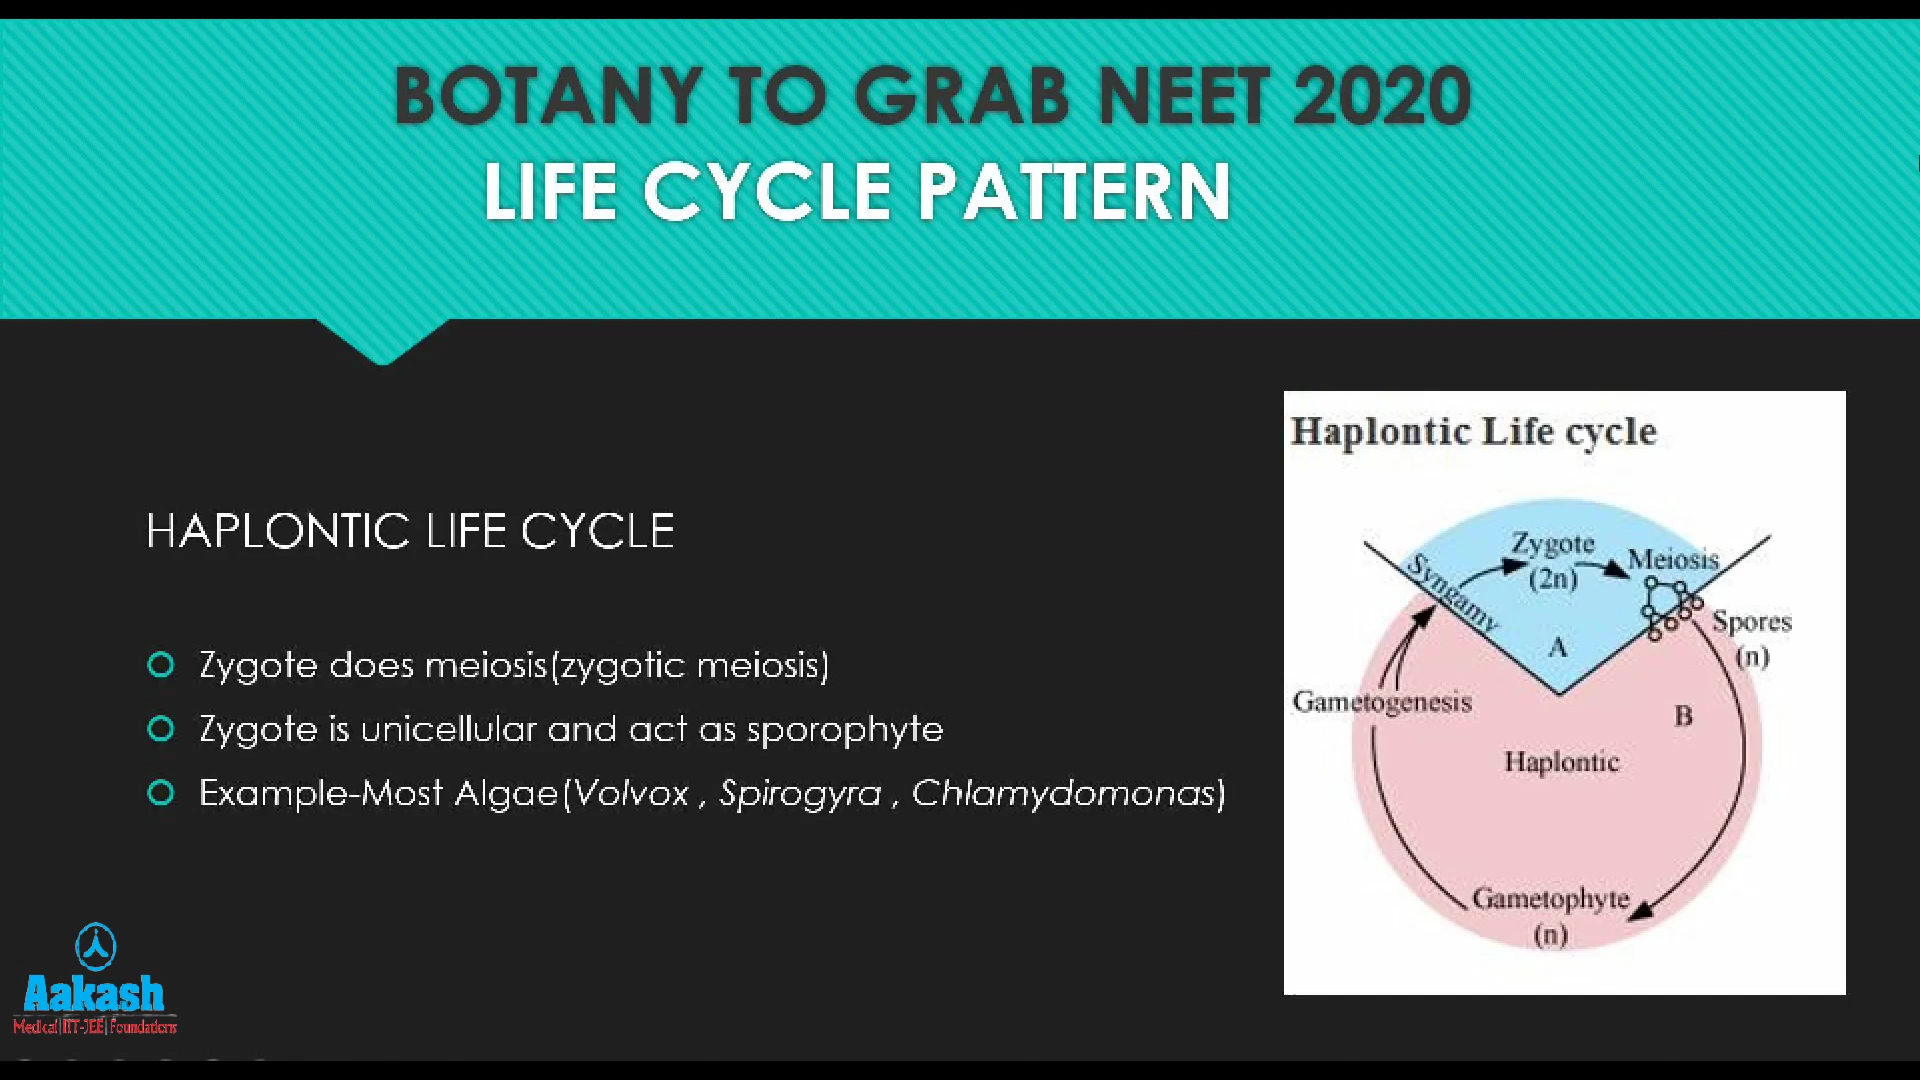 BOTANY TO GRAB NEET 2020
LIFE CYCLE PATTERN
HAPLONTIC LIFE CYCLE
Zygote does meiosis(zygotic meiosis)
Zygote is unicellular and act as sporophyte
Example-Most Algae(Volvox , Spirogyra , Chlamydomonas)
Haplontic Life cycle
Zygote
(2n)
Meiosis
Syngamy
Spores
(n)
A
Gametogenesis
B
Haplontic
Gametophyte
(n)
Aakash
Medical|IIT-JEE|Foundations